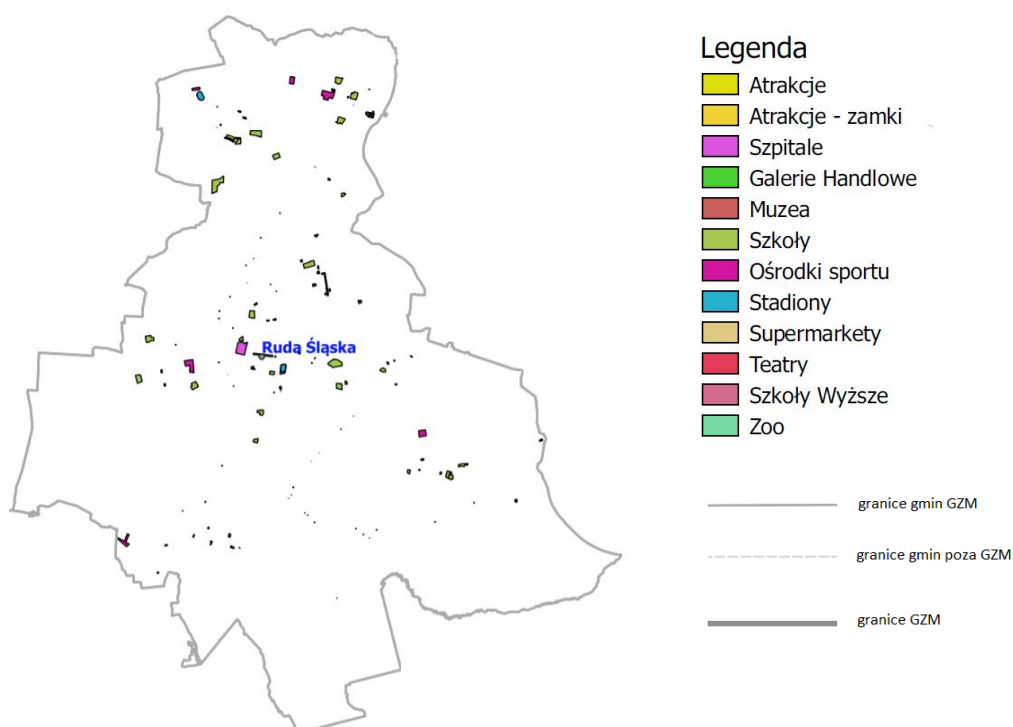 Legenda
Atrakcje
Atrakcje - zamki
Szpitale
Galerie Handlowe
Muzea
Szkoły
Ośrodki sportu
Stadiony
Supermarkety
Teatry
Szkoły Wyższe
Zoo
Rudą Śląska
granice gmin GZM
granice gmin poza GZM
granice GZM